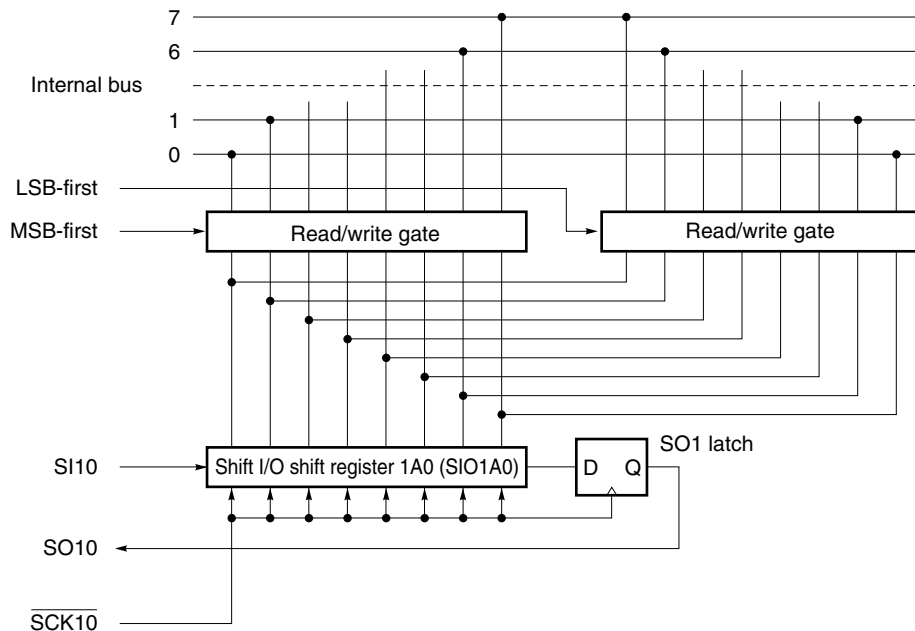 7
6
Internal bus
1
0
LSB-first
MSB-first
Read/write gate
Read/write gate
SO1 latch
SI10
Shift I/O shift register 1A0 (SIO1A0)
D Q
SO10
SCK10